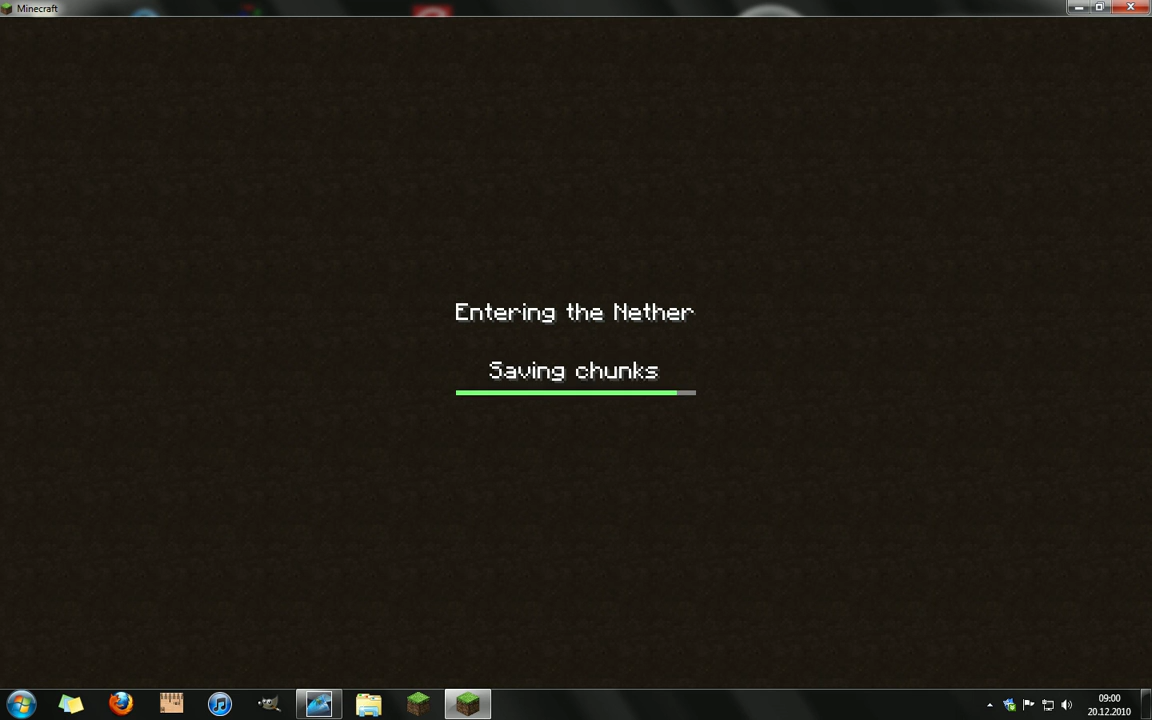 Minecraft
Entering the Nether
Saving chunks
09:00
20.12.2010